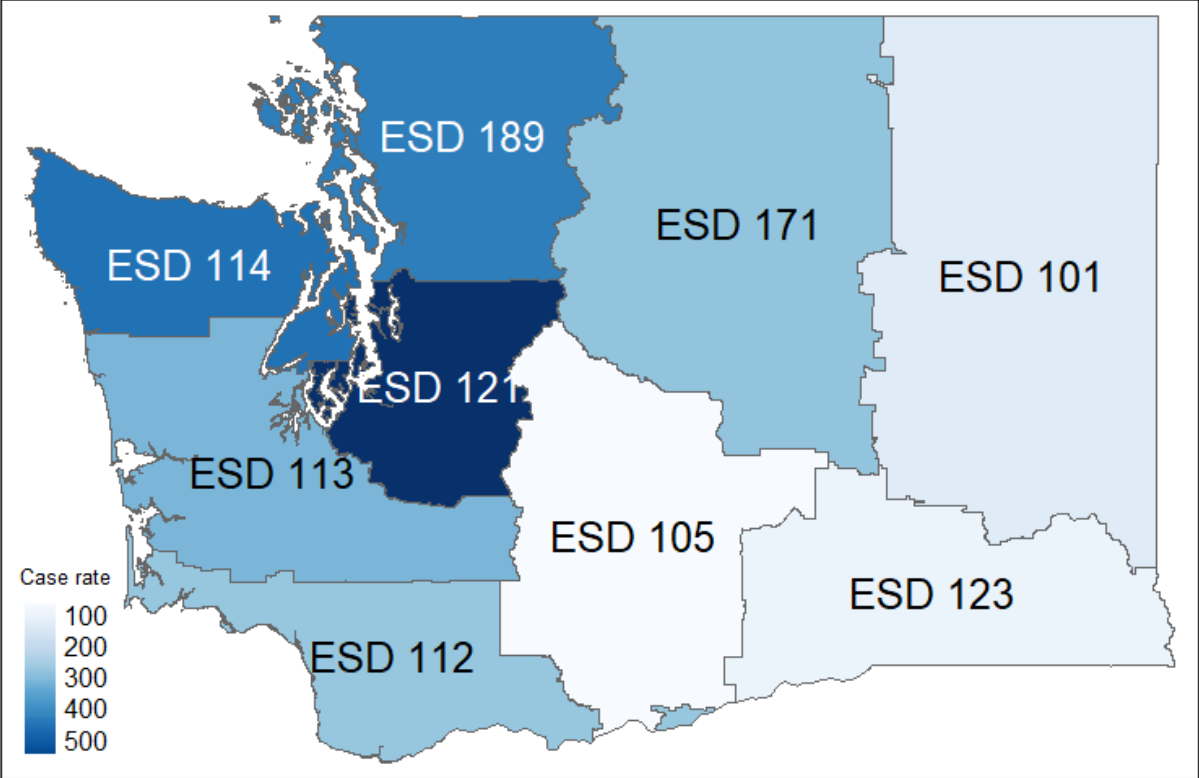 ESD 189
ESD 171
ESD 114
ESD 101
ESD 121
ESD 113
ESD 105
ESD 123
ESD 112
Case rate
100
200
300
400
500